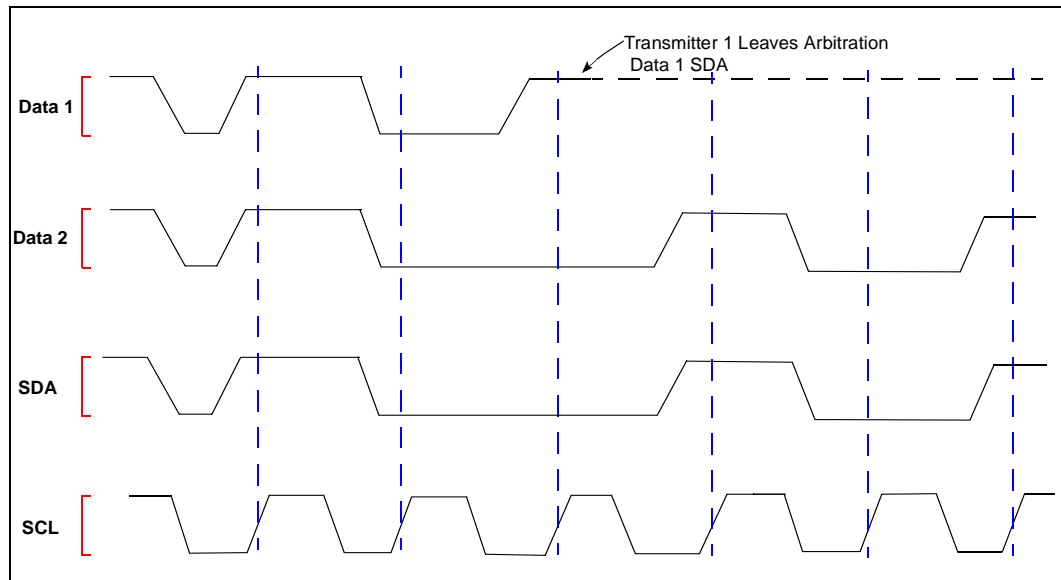 Transmitter 1 Leaves Arbitration
Data 1 SDA
Data 1
Data 2
SDA
SCL